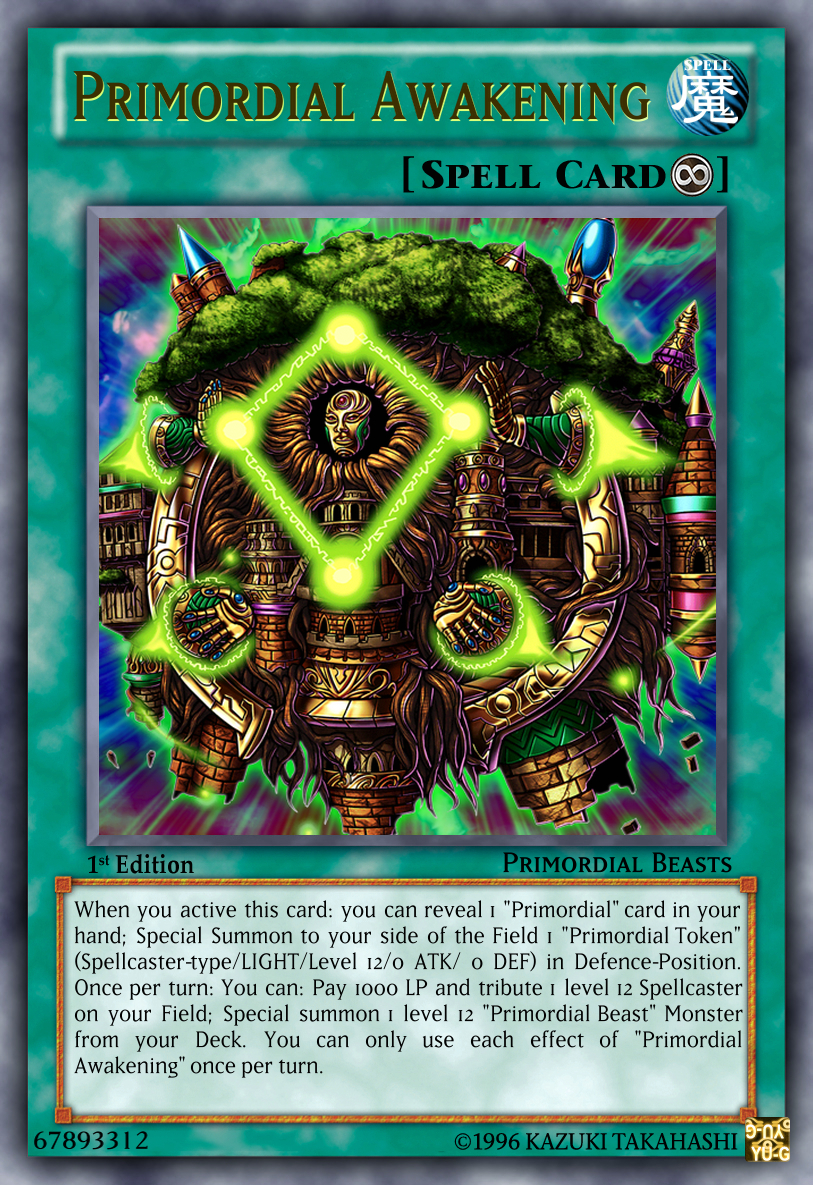 PRIMORDIAL AWAKENING
SPELL
魔
[SPELL CARD∞]
1st Edition
PRIMORDIAL BEASTS
When you active this card: you can reveal 1 "Primordial" card in your
hand; Special Summon to your side of the Field 1 "Primordial Token"
(Spellcaster-type/LIGHT/Level 12/0 ATK/ 0 DEF) in Defence-Position.
Once per turn: You can: Pay 1000 LP and tribute 1 level 12 Spellcaster
on your Field; Special summon 1 level 12 "Primordial Beast" Monster
from your Deck. You can only use each effect of "Primordial
Awakening" once per turn.
67893312
©1996 KAZUKI TAKAHASHI